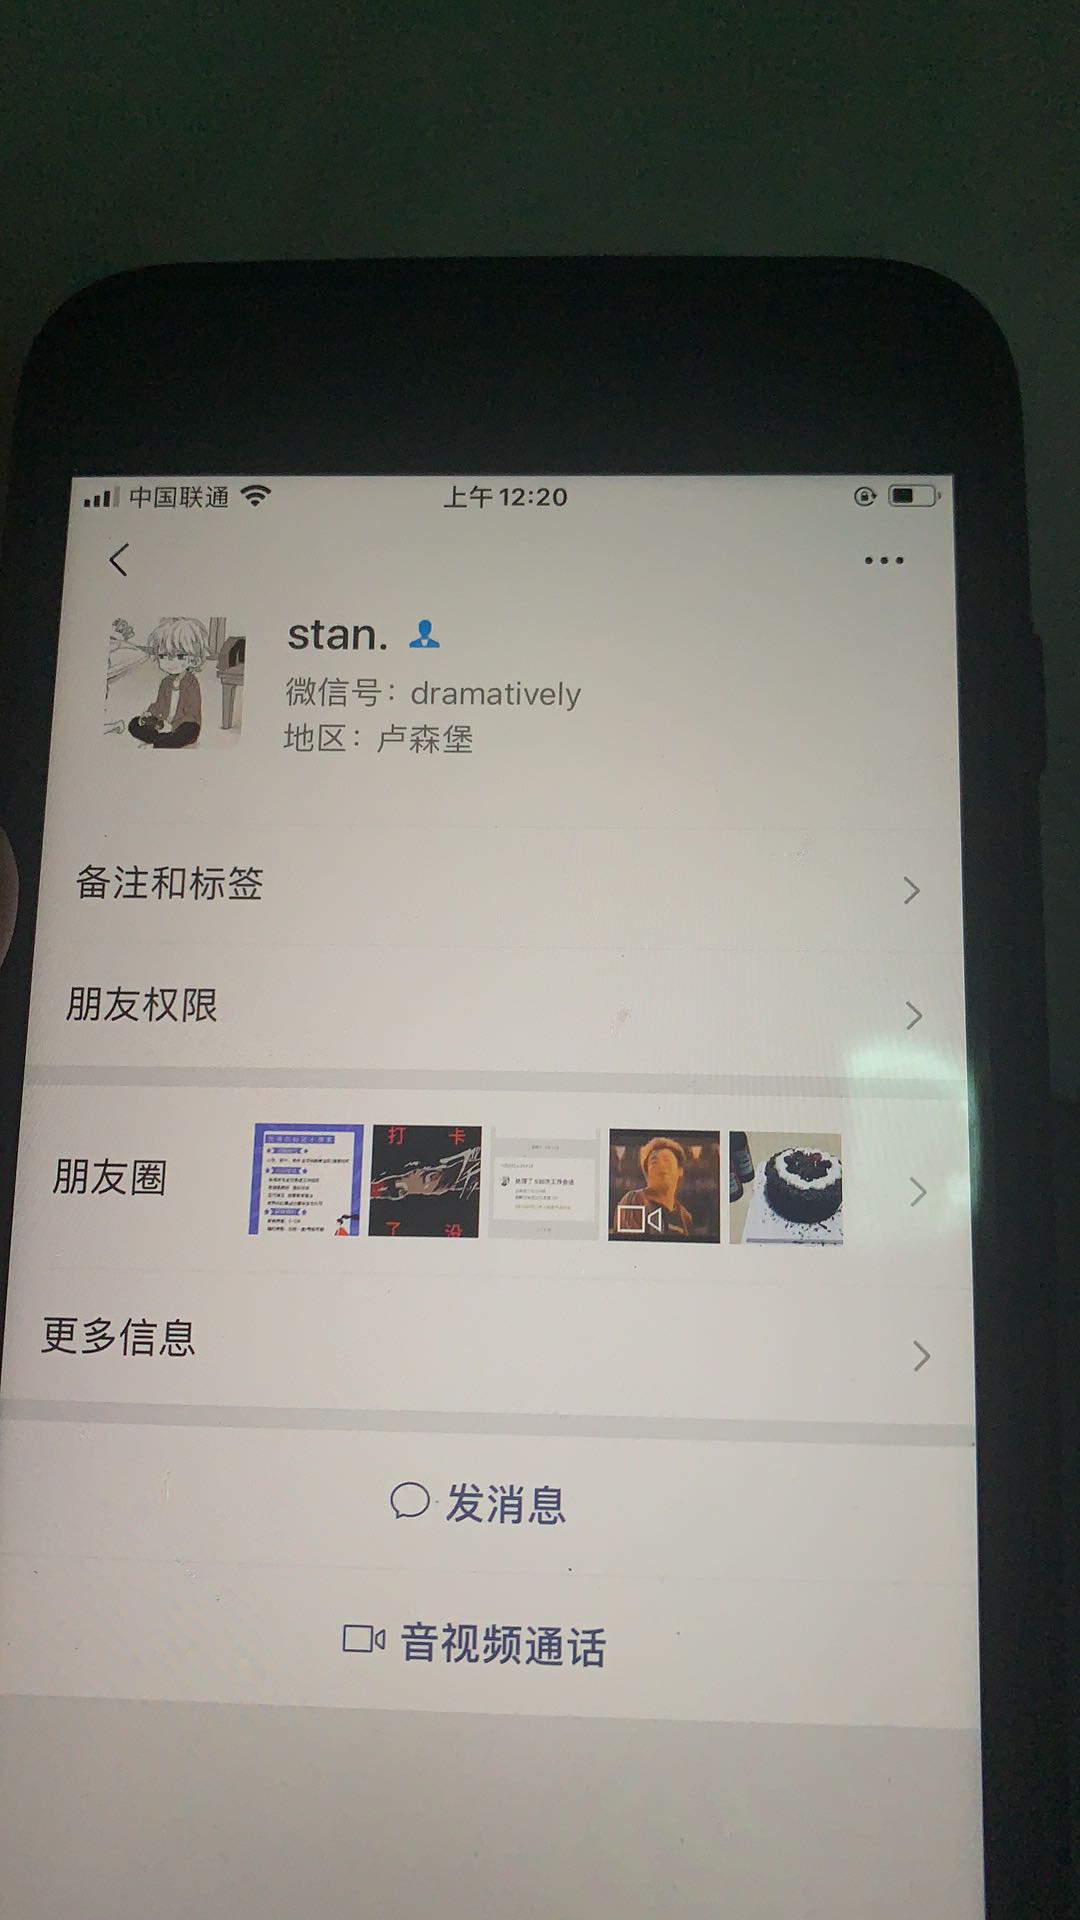 中国联通
上午12:20
stan.
微信号：dramatively
地区：卢森堡
备注和标签
朋友权限
朋友圈
打 卡
了 没
更多信息
发消息
音视频通话